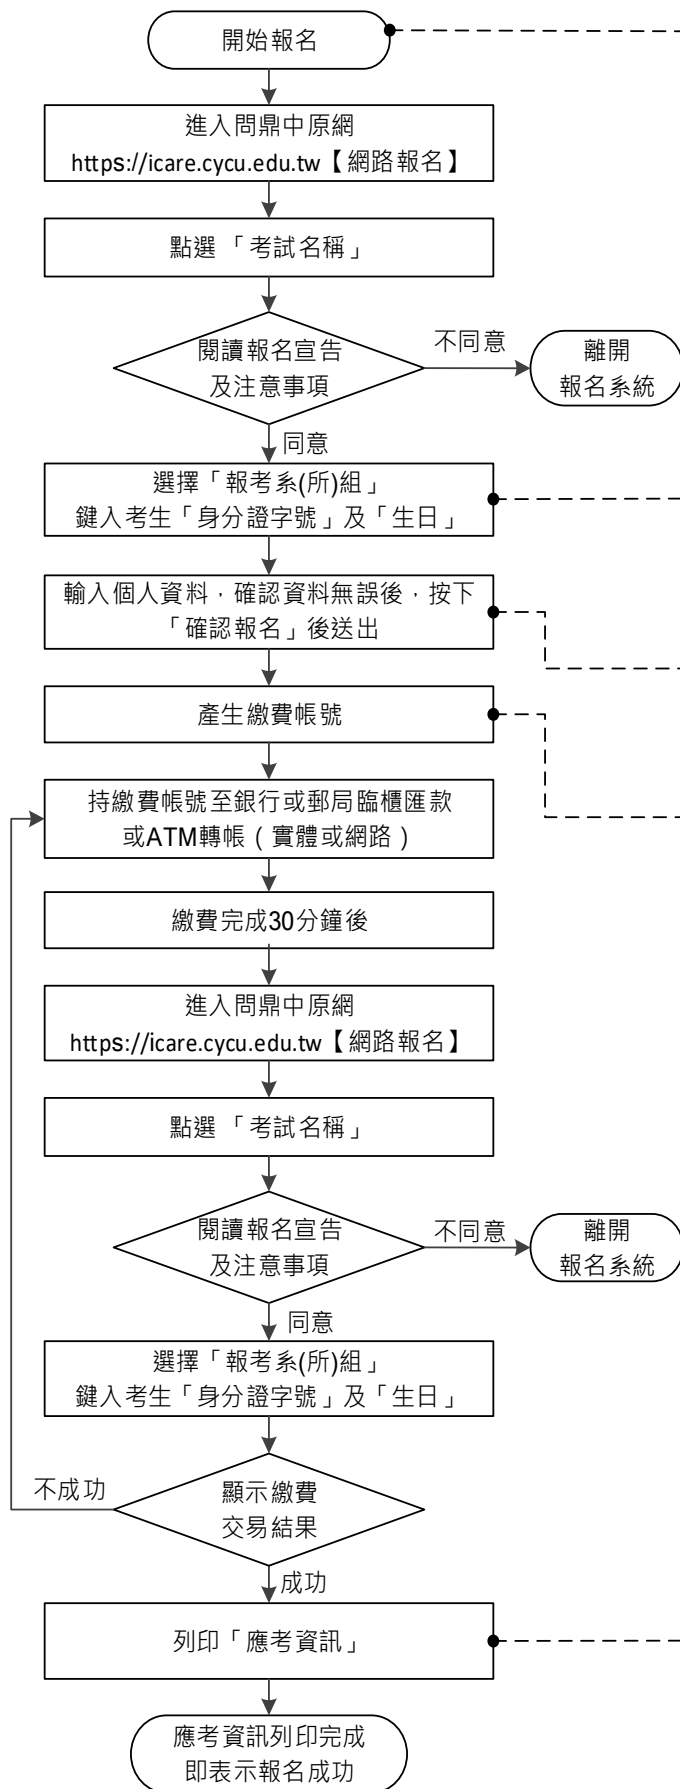 開始報名
進入問鼎中原網
https://icare.cycu.edu.tw【網路報名】
點選「考試名稱」
閱讀報名宣告
及注意事項
不同意
離開
報名系統
同意
選擇「報考系(所)組」
鍵入考生「身分證字號」及「生日」
輸入個人資料，確認資料無誤後，按下
「確認報名」後送出
產生繳費帳號
持繳費帳號至銀行或郵局臨櫃匯款
或ATM轉帳（實體或網路）
繳費完成30分鐘後
進入問鼎中原網
https://icare.cycu.edu.tw【網路報名】
點選「考試名稱」
閱讀報名宣告
及注意事項
不同意
離開
報名系統
同意
選擇「報考系(所)組」
鍵入考生「身分證字號」及「生日」
不成功
顯示繳費
交易結果
成功
列印「應考資訊」
應考資訊列印完成
即表示報名成功